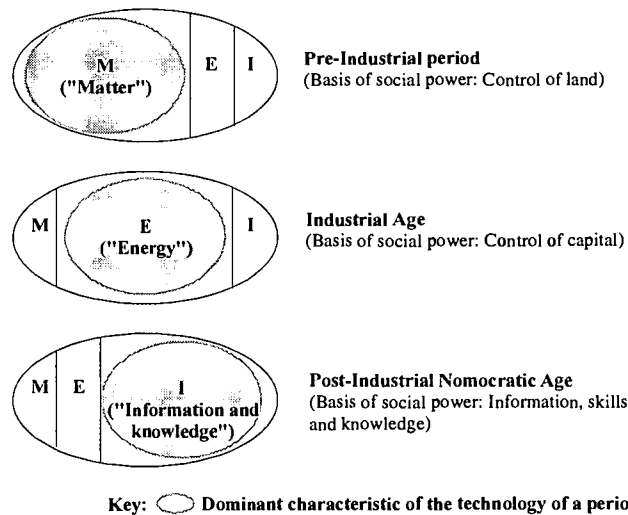 M
("Matter")
E
I
Pre-Industrial period
(Basis of social power: Control of land)
M
E
("Energy")
I
Industrial Age
(Basis of social power: Control of capital)
M
E
I
("Information and
knowledge")
Post-Industrial Nomocratic Age
(Basis of social power: Information, skills
and knowledge)
Key: Dominant characteristic of the technology of a perio